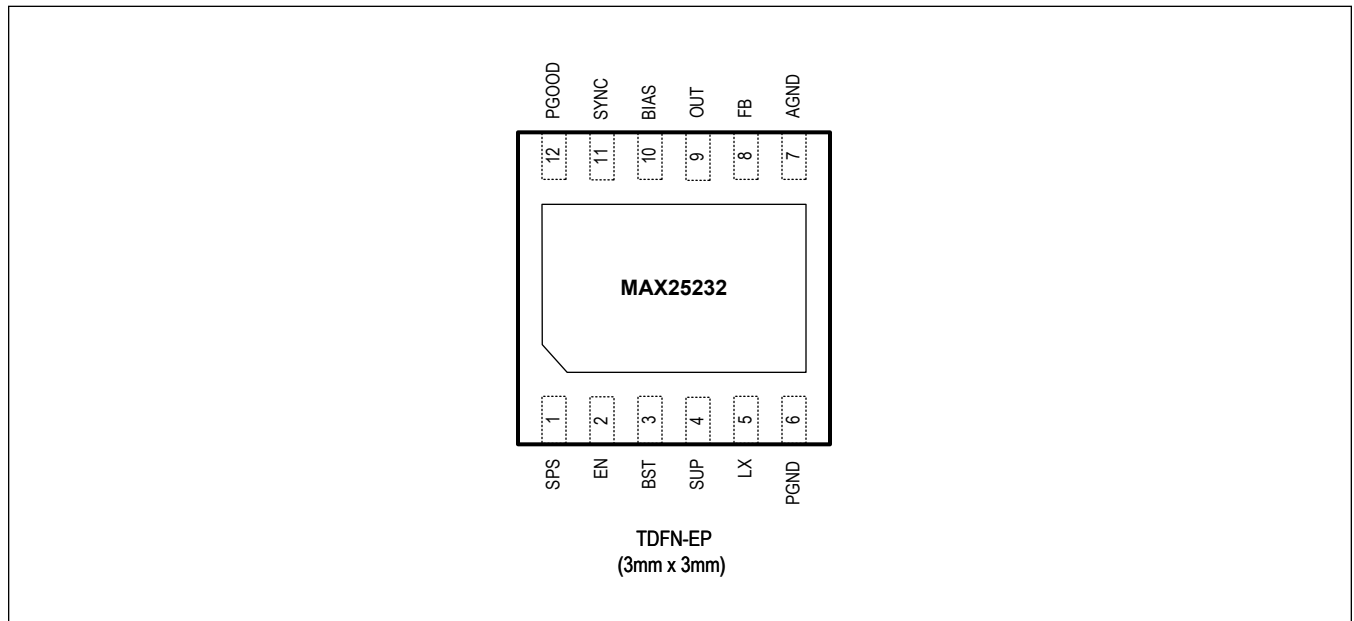 PGOOD SYNC BIAS OUT FB AGND
12 11 10 9 8 7
MAX25232
1 2 3 4 5 6
SPS EN BST SUP LX PGND
TDFN-EP
(3mm x 3mm)